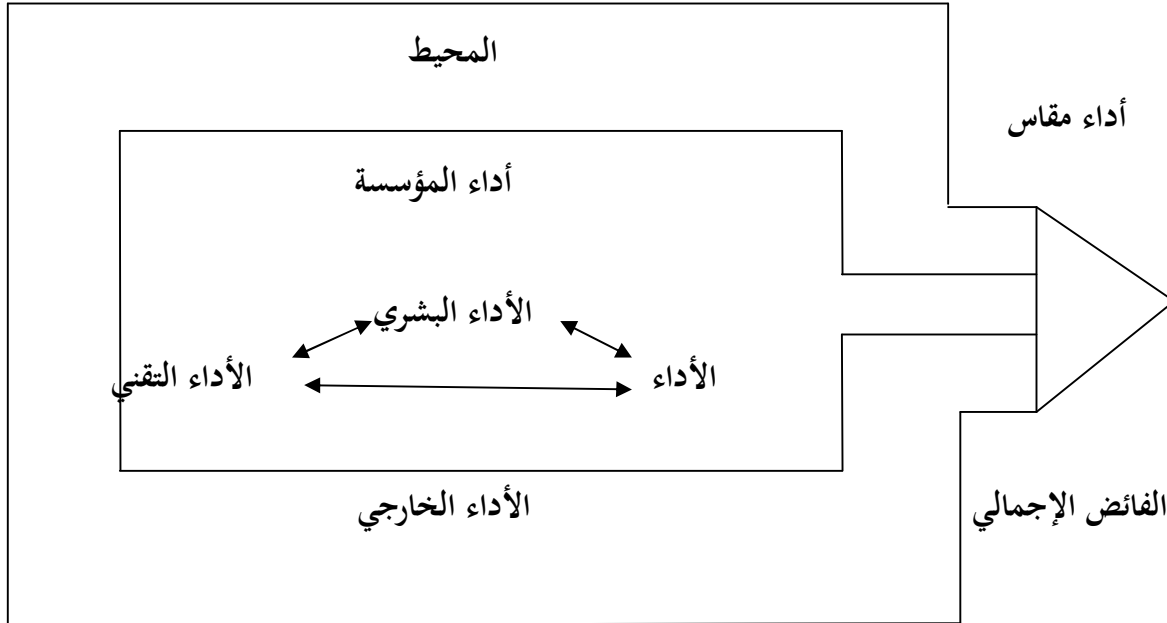 المحيط
أداء مقاس
أداء المؤسسة
الأداء البشري
الأداء
الأداء التقني
الأداء الخارجي
الفائض الإجمالي